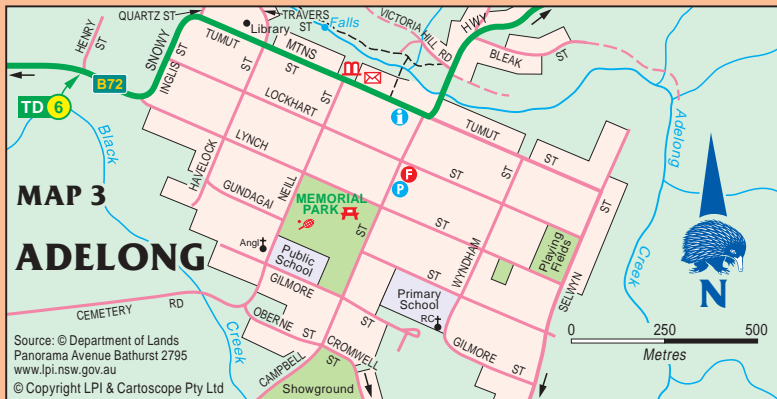 QUARTZ ST
TRAVERS
ST
Falls
Library
HENRY
ST
SNOWY
MTNS
HWY
VICTORIA HILL RD
BLEAK
ST
INGLIS ST
TUMUT
ST
ST
ST
B72
TD 6
LOCKHART
i
TUMUT
ST
Black
Creek
LYNCH
HAVELOCK
GUNDAGAI
NEILL
F
P
ST
ST
ST
Adelong
Creek
MAP 3
ADELONG
MEMORIAL
PARK
ST
ST
WYNDHAM
Playing
Fields
SELWYN
Angl
Public
School
GILMORE
ST
Primary
School
RC
ST
GILMORE
ST
CEMETERY
RD
OBERNE
ST
CROMWELL
ST
CAMPBELL
Showground
N
0 250 500
Metres
Source: © Department of Lands
Panorama Avenue Bathurst 2795
www.lpi.nsw.gov.au
© Copyright LPI & Cartoscope Pty Ltd